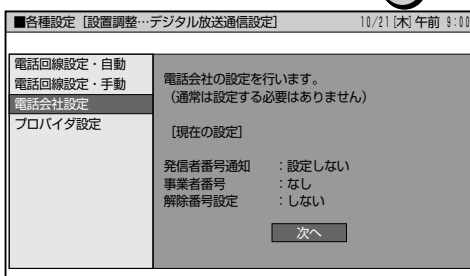 ■各種設定［設置調整…デジタル放送通信設定］ 10/21[木]午前 9:00
電話回線設定・自動
電話回線設定・手動
電話会社設定
プロバイダ設定
電話会社の設定を行います。
（通常は設定する必要はありません）
［現在の設定］
発信者番号通知 ：設定しない
事業者番号 ：なし
解除番号設定 ：しない
次へ